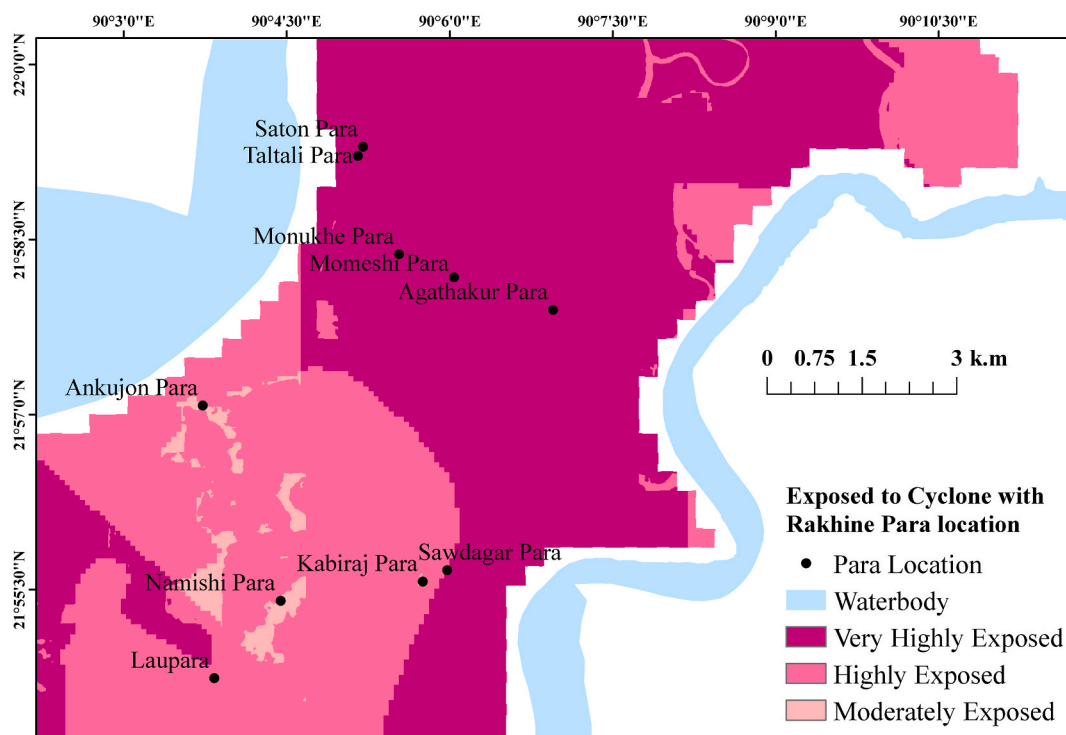 90°3'0"E 90°4'30"E 90°6'0"E 90°7'30"E 90°9'0"E 90°10'30"E
22°0'0"N
21°58'30"N
21°57'0"N
21°55'30"N
Saton Para
Taltali Para
Monukhe Para
Momeshi Para
Agathakur Para
Ankujon Para
Sawdagar Para
Kabiraj Para
Namishi Para
Laupara
0 0.75 1.5 3 k.m
Exposed to Cyclone with
Rakhine Para location
Para Location
Waterbody
Very Highly Exposed
Highly Exposed
Moderately Exposed